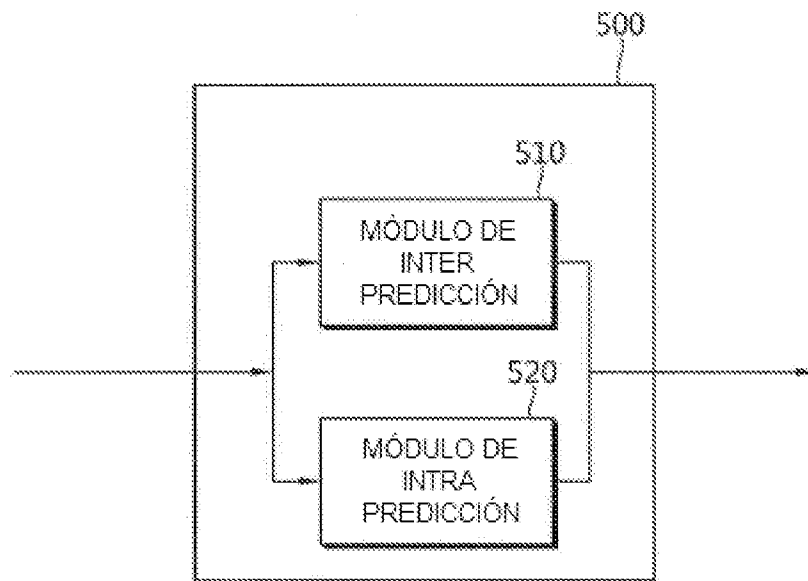 500
510
MÓDULO DE
INTER
PREDICCIÓN
520
MÓDULO DE
INTRA
PREDICCIÓN